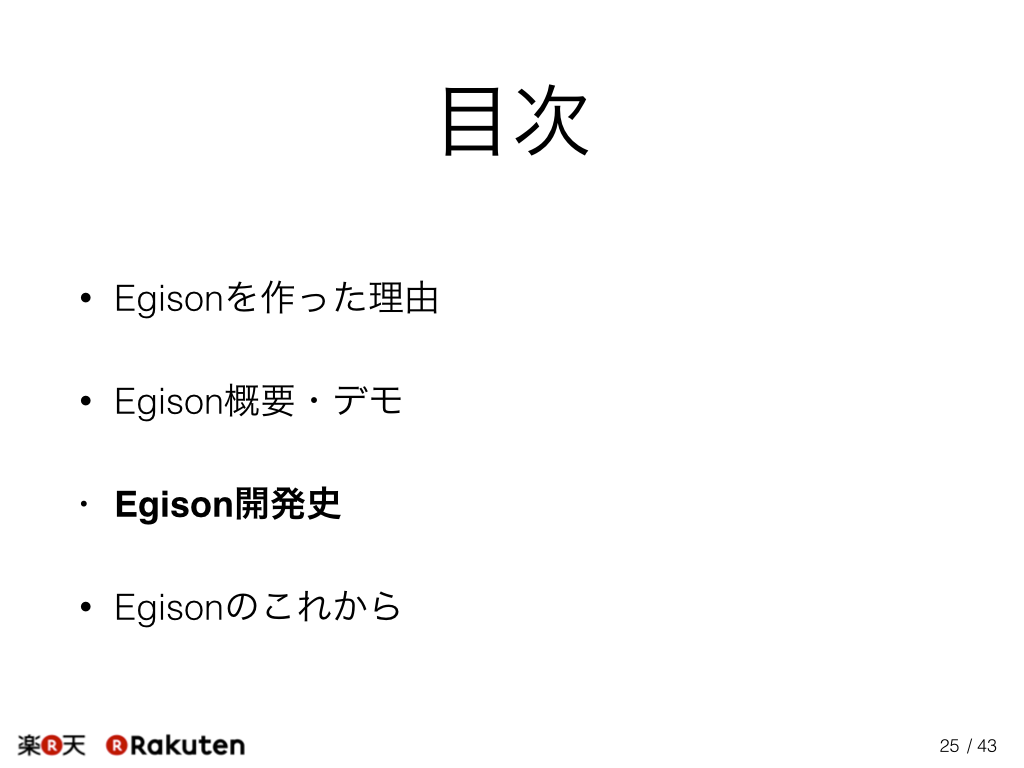 目次
• Egisonを作った理由
• Egison概要・デモ
• Egison開発史
• Egisonのこれから
楽R天 R Rakuten
25 / 43